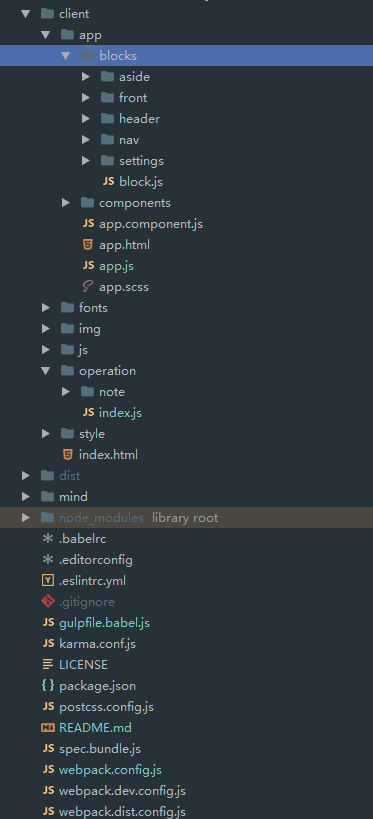 client
app
blocks
aside
front
header
nav
settings
JS block.js
components
JS app.component.js
5 app.html
JS app.js
app.scss
fonts
img
js
operation
note
JS index.js
style
5 index.html
dist
mind
node_modules library root
.babelrc
.editorconfig
Y .eslintrc.yml
.gitignore
JS gulpfile.babel.js
JS karma.conf.js
LICENSE
{ } package.json
JS postcss.config.js
README.md
JS spec.bundle.js
JS webpack.config.js
JS webpack.dev.config.js
JS webpack.dist.config.js